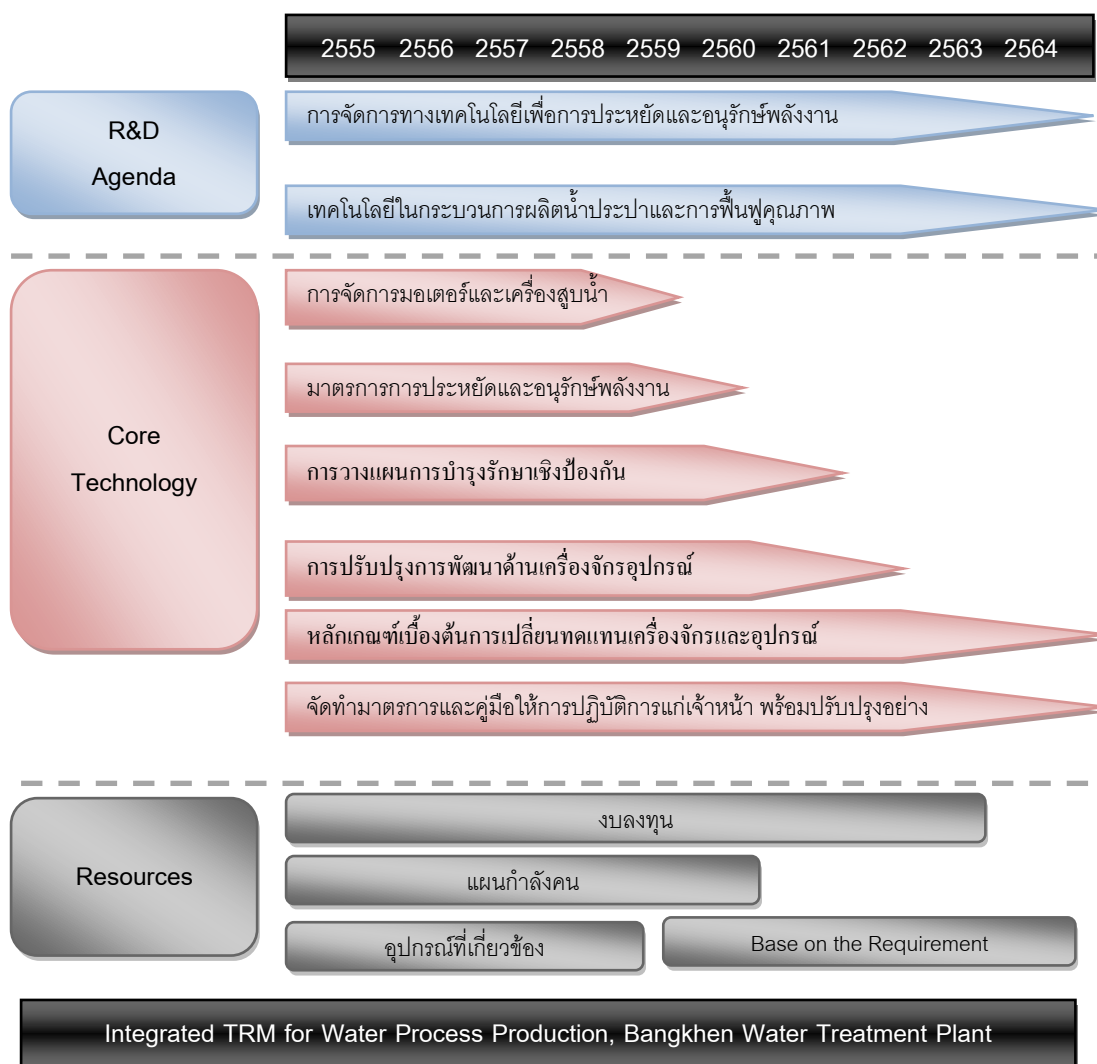 2555 2556 2557 2558 2559 2560 2561 2562 2563 2564
R&D
Agenda
การจัดการทางเทคโนโลยีเพื่อการประหยัดและอนุรักษ์พลังงาน
เทคโนโลยีในกระบวนการผลิตน้ำประปาและการฟื้นฟูคุณภาพ
Core
Technology
การจัดการมอเตอร์และเครื่องสูบน้ำ
มาตรการการประหยัดและอนุรักษ์พลังงาน
การวางแผนการบำรุงรักษาเชิงป้องกัน
การปรับปรุงการพัฒนาด้านเครื่องจักรอุปกรณ์
หลักเกณฑ์เบื้องต้นการเปลี่ยนทดแทนเครื่องจักรและอุปกรณ์
จัดทำมาตรการและคู่มือให้การปฏิบัติการแก่เจ้าหน้า พร้อมปรับปรุงอย่าง
Resources
งบลงทุน
แผนกำลังคน
อุปกรณ์ที่เกี่ยวข้อง
Base on the Requirement
Integrated TRM for Water Process Production, Bangkhen Water Treatment Plant